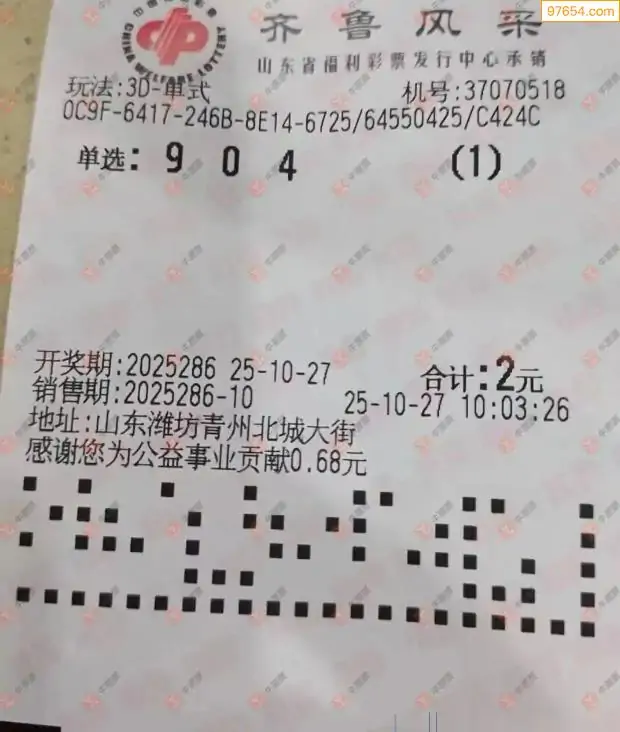 97654.com
齐鲁风采
CHINA WELFARE LOTTERY
山东省福利彩票发行中心承销
玩法:3D-单式 机号:37070518
0C9F-6417-246B-8E14-6725/64550425/C424C
单选: 9 0 4 (1)
开奖期:2025286 25-10-27 合计:2元
销售期:2025286-10 25-10-27 10:03:26
地址:山东潍坊青州北城大街
感谢您为公益事业贡献0.68元